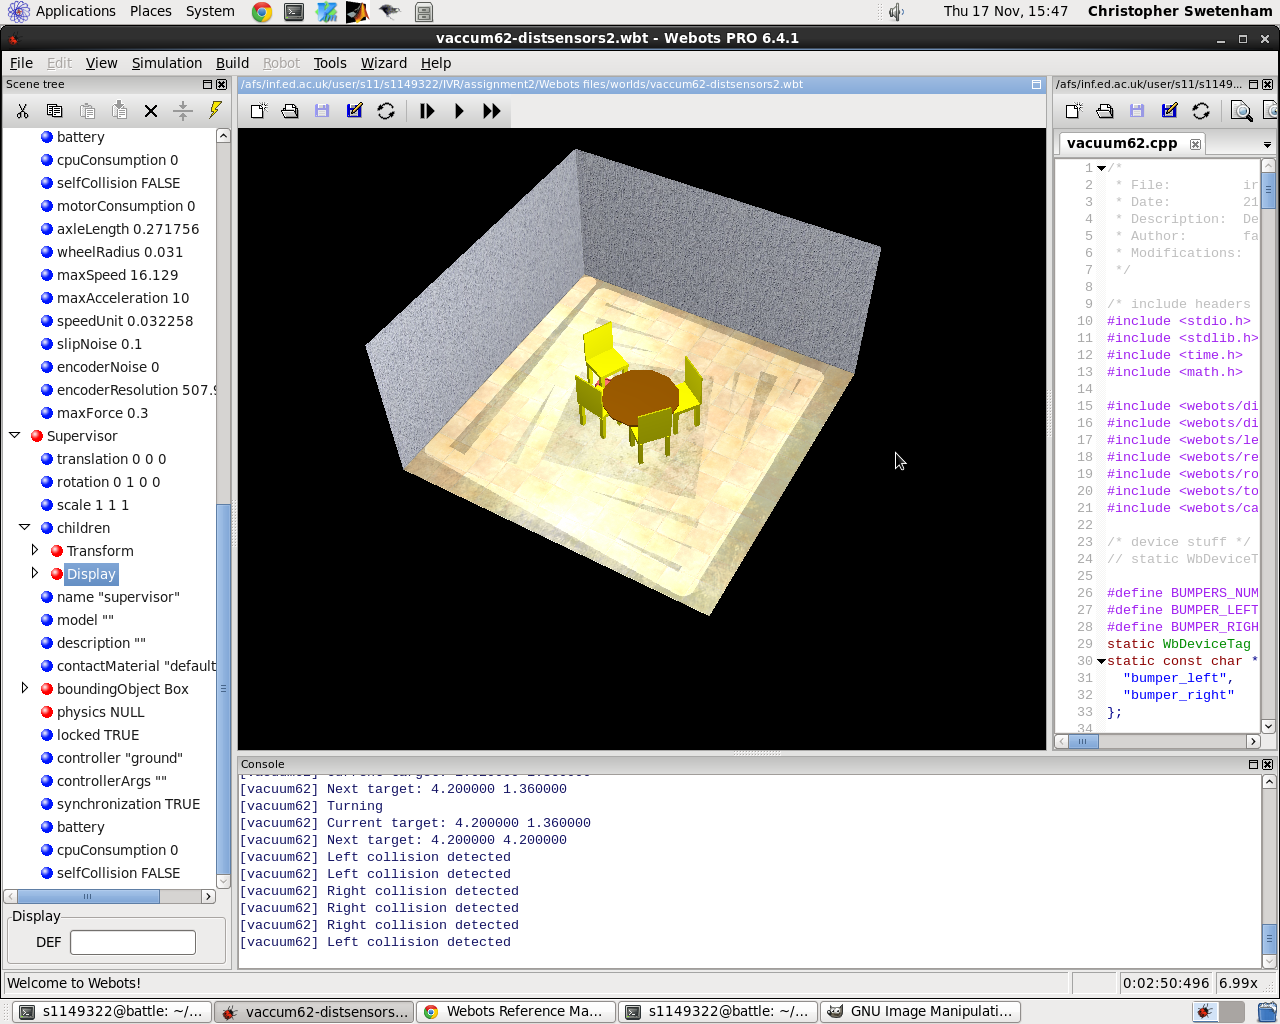 Applications Places System Thu 17 Nov, 15:47 Christopher Swetenham
vaccum62-distsensors2.wbt - Webots PRO 6.4.1
File Edit View Simulation Build Robot Tools Wizard Help
Scene tree
battery
cpuConsumption 0
selfCollision FALSE
motorConsumption 0
axleLength 0.271756
wheelRadius 0.031
maxSpeed 16.129
maxAcceleration 10
speedUnit 0.032258
slipNoise 0.1
encoderNoise 0
encoderResolution 507.9
maxForce 0.3
Supervisor
translation 0 0 0
rotation 0 1 0 0
scale 1 1 1
children
Transform
Display
name "supervisor"
model ""
description ""
contactMaterial "default
boundingObject Box
physics NULL
locked TRUE
controller "ground"
controllerArgs ""
synchronization TRUE
battery
cpuConsumption 0
selfCollision FALSE
Display
DEF
/afs/inf.ed.ac.uk/user/s11/s1149322/IVR/assignment2/Webots files/worlds/vaccum62-distsensors2.wbt
/afs/inf.ed.ac.uk/user/s11/s1149...
vacuum62.cpp
1 /*
2 * File: ir
3 * Date: 21
4 * Description: De
5 * Author: fa
6 * Modifications:
7 */
8
9 /* include headers
10 #include <stdio.h>
11 #include <stdlib.h>
12 #include <time.h>
13 #include <math.h>
14
15 #include <webots/di
16 #include <webots/di
17 #include <webots/le
18 #include <webots/re
19 #include <webots/ro
20 #include <webots/to
21 #include <webots/ca
22
23 /* device stuff */
24 // static WbDeviceT
25
26 #define BUMPERS_NUM
27 #define BUMPER_LEFT
28 #define BUMPER_RIGH
29 static WbDeviceTag
30 static const char *
31 "bumper_left",
32 "bumper_right"
33 };
34
Console
[vacuum62] Current target:
[vacuum62] Next target: 4.200000 1.360000
[vacuum62] Turning
[vacuum62] Current target: 4.200000 1.360000
[vacuum62] Next target: 4.200000 4.200000
[vacuum62] Left collision detected
[vacuum62] Left collision detected
[vacuum62] Right collision detected
[vacuum62] Right collision detected
[vacuum62] Right collision detected
[vacuum62] Left collision detected
Welcome to Webots! 0:02:50:496 6.99x
s1149322@battle: ~/... vaccum62-distsensors... Webots Reference Ma... s1149322@battle: ~/... GNU Image Manipulati...